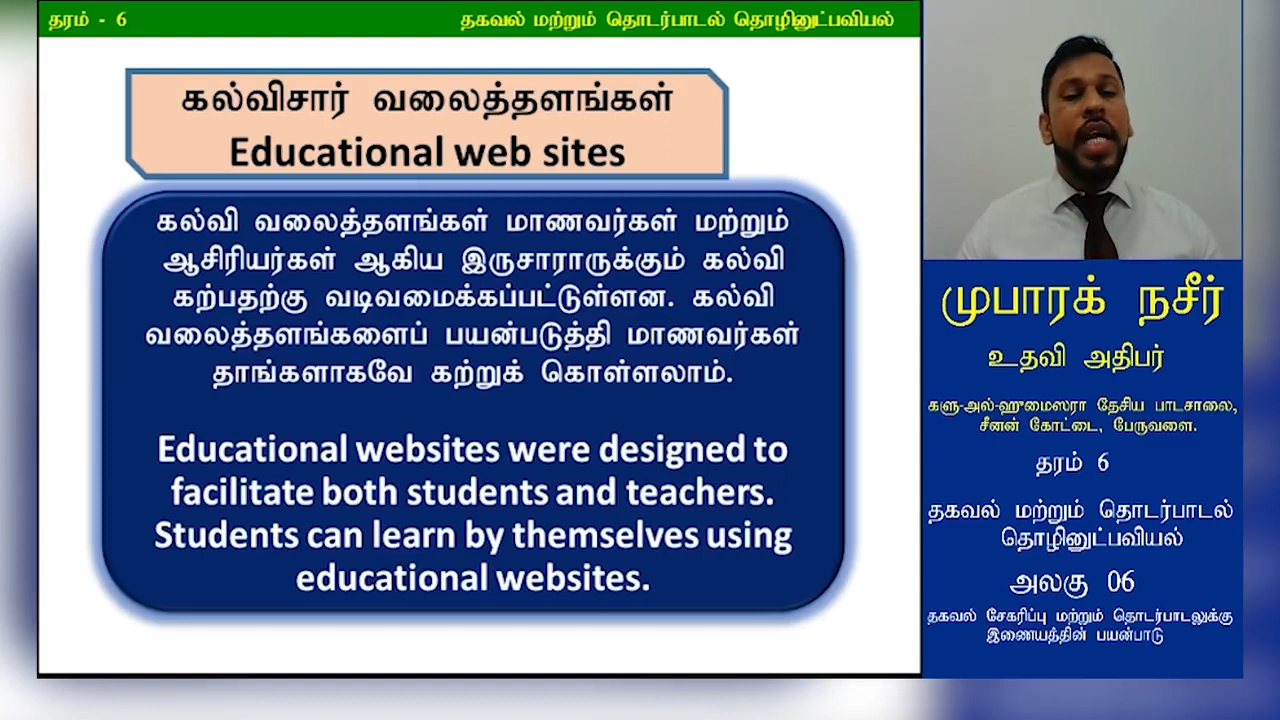 தரம் - 6
தகவல் மற்றும் தொடர்பாடல் தொழினுட்பவியல்
கல்விசார் வலைத்தளங்கள்
Educational web sites
கல்வி வலைத்தளங்கள் மாணவர்கள் மற்றும்
ஆசிரியர்கள் ஆகிய இருசாராருக்கும் கல்வி
கற்பதற்கு வடிவமைக்கப்பட்டுள்ளன. கல்வி
வலைத்தளங்களைப் பயன்படுத்தி மாணவர்கள்
தாங்களாகவே கற்றுக் கொள்ளலாம்.
Educational websites were designed to
facilitate both students and teachers.
Students can learn by themselves using
educational websites.
முபாரக் நசீர்
உதவி அதிபர்
களு-அல்-ஹுமைஸரா தேசிய பாடசாலை,
சீனன் கோட்டை, பேருவளை.
தரம் 6
தகவல் மற்றும் தொடர்பாடல்
தொழினுட்பவியல்
அலகு 06
தகவல் சேகரிப்பு மற்றும் தொடர்பாடலுக்கு
இணையத்தின் பயன்பாடு